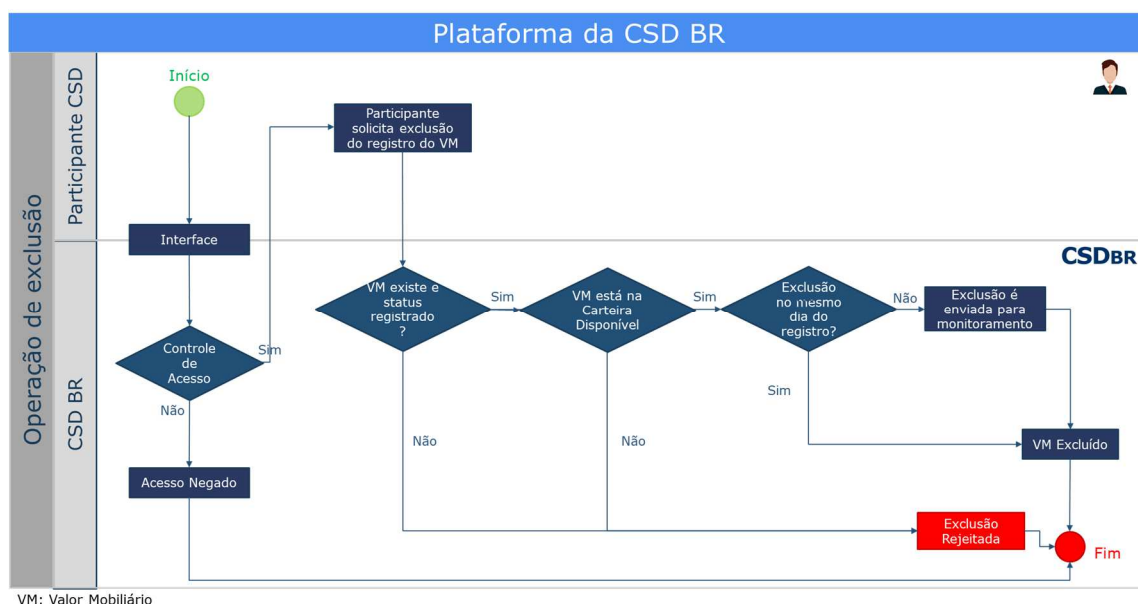 Plataforma da CSD BR
Operação de exclusão
Participante CSD
CSD BR
Início
Participante
solicita exclusão
do registro do VM
Interface
CSDBR
VM existe e
status
registrado
?
Sim
VM está na
Carteira
Disponível
Sim
Exclusão
no mesmo
dia do
registro?
Não
Exclusão é
enviada para
monitoramento
Controle
de
Acesso
Sim
Não
Sim
Não
Não
VM Excluído
Acesso Negado
Exclusão
Rejeitada
Fim
VM: Valor Mobiliário